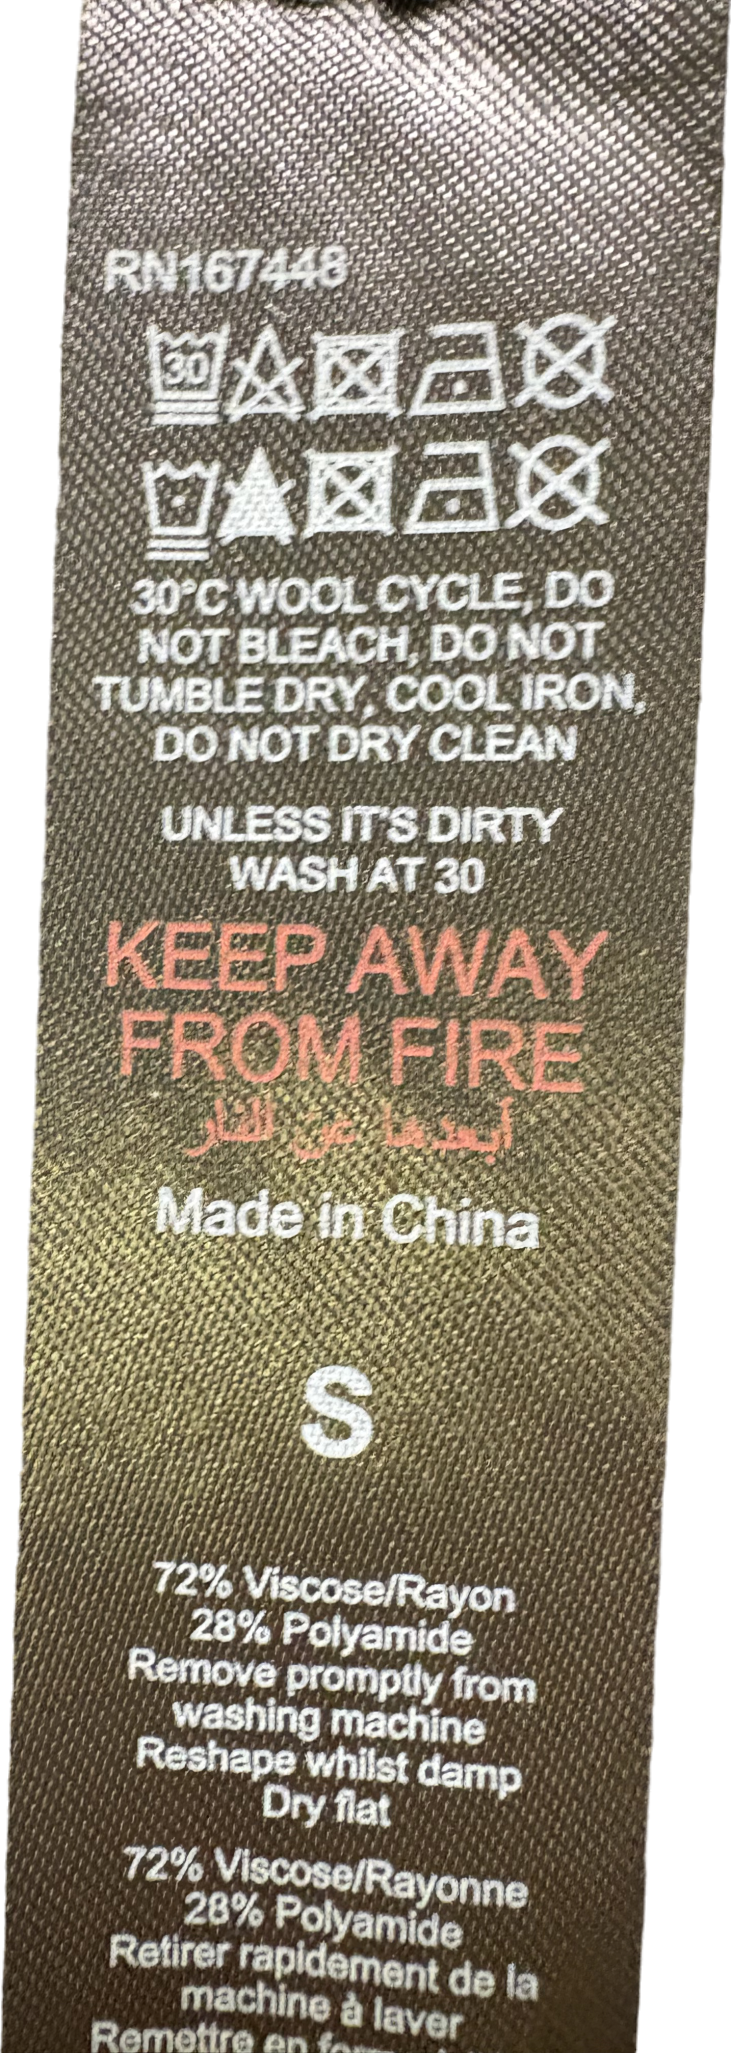 RN167448
30
30°C WOOL CYCLE, DO
NOT BLEACH, DO NOT
TUMBLE DRY, COOL IRON,
DO NOT DRY CLEAN
UNLESS IT'S DIRTY
WASH AT 30
KEEP AWAY
FROM FIRE
أبعدها عن النار
Made in China
S
72% Viscose/Rayon
28% Polyamide
Remove promptly from
washing machine
Reshape whilst damp
Dry flat
72% Viscose/Rayonne
28% Polyamide
Retirer rapidement de la
machine à laver
Remettre en